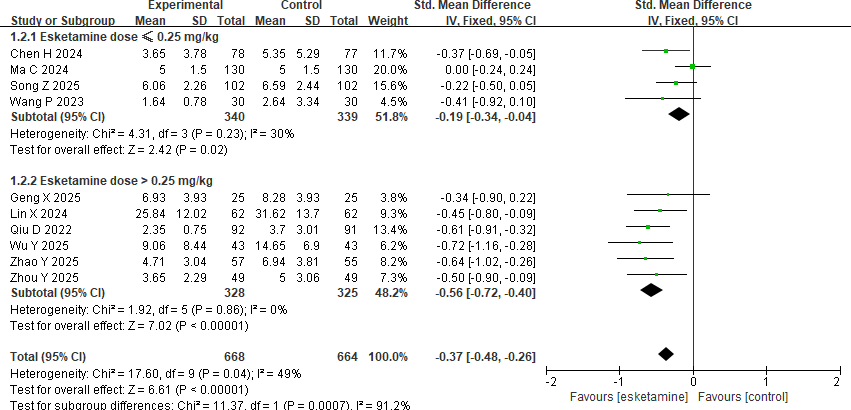 Experimental Control Std. Mean Difference Std. Mean Difference
Study or Subgroup Mean SD Total Mean SD Total Weight IV, Fixed, 95% CI IV, Fixed, 95% CI
1.2.1 Esketamine dose ⩽ 0.25 mg/kg
Chen H 2024 3.65 3.78 78 5.35 5.29 77 11.7% -0.37 [-0.69, -0.05]
Ma C 2024 5 1.5 130 5 1.5 130 20.0% 0.00 [-0.24, 0.24]
Song Z 2025 6.06 2.26 102 6.59 2.44 102 15.6% -0.22 [-0.50, 0.05]
Wang P 2023 1.64 0.78 30 2.64 3.34 30 4.5% -0.41 [-0.92, 0.10]
Subtotal (95% CI) 340 339 51.8% -0.19 [-0.34, -0.04]
Heterogeneity: Chi² = 4.31, df = 3 (P = 0.23); I² = 30%
Test for overall effect: Z = 2.42 (P = 0.02)
1.2.2 Esketamine dose > 0.25 mg/kg
Geng X 2025 6.93 3.93 25 8.28 3.93 25 3.8% -0.34 [-0.90, 0.22]
Lin X 2024 25.84 12.02 62 31.62 13.7 62 9.3% -0.45 [-0.80, -0.09]
Qiu D 2022 2.35 0.75 92 3.7 3.01 91 13.4% -0.61 [-0.91, -0.32]
Wu Y 2025 9.06 8.44 43 14.65 6.9 43 6.2% -0.72 [-1.16, -0.28]
Zhao Y 2025 4.71 3.04 57 6.94 3.81 55 8.2% -0.64 [-1.02, -0.26]
Zhou Y 2025 3.65 2.29 49 5 3.06 49 7.3% -0.50 [-0.90, -0.09]
Subtotal (95% CI) 328 325 48.2% -0.56 [-0.72, -0.40]
Heterogeneity: Chi² = 1.92, df = 5 (P = 0.86); I² = 0%
Test for overall effect: Z = 7.02 (P < 0.00001)
Total (95% CI) 668 664 100.0% -0.37 [-0.48, -0.26]
Heterogeneity: Chi² = 17.60, df = 9 (P = 0.04); I² = 49%
Test for overall effect: Z = 6.61 (P < 0.00001)
Test for subgroup differences: Chi² = 11.37, df = 1 (P = 0.0007), I² = 91.2%
-2 -1 0 1 2
Favours [esketamine] Favours [control]